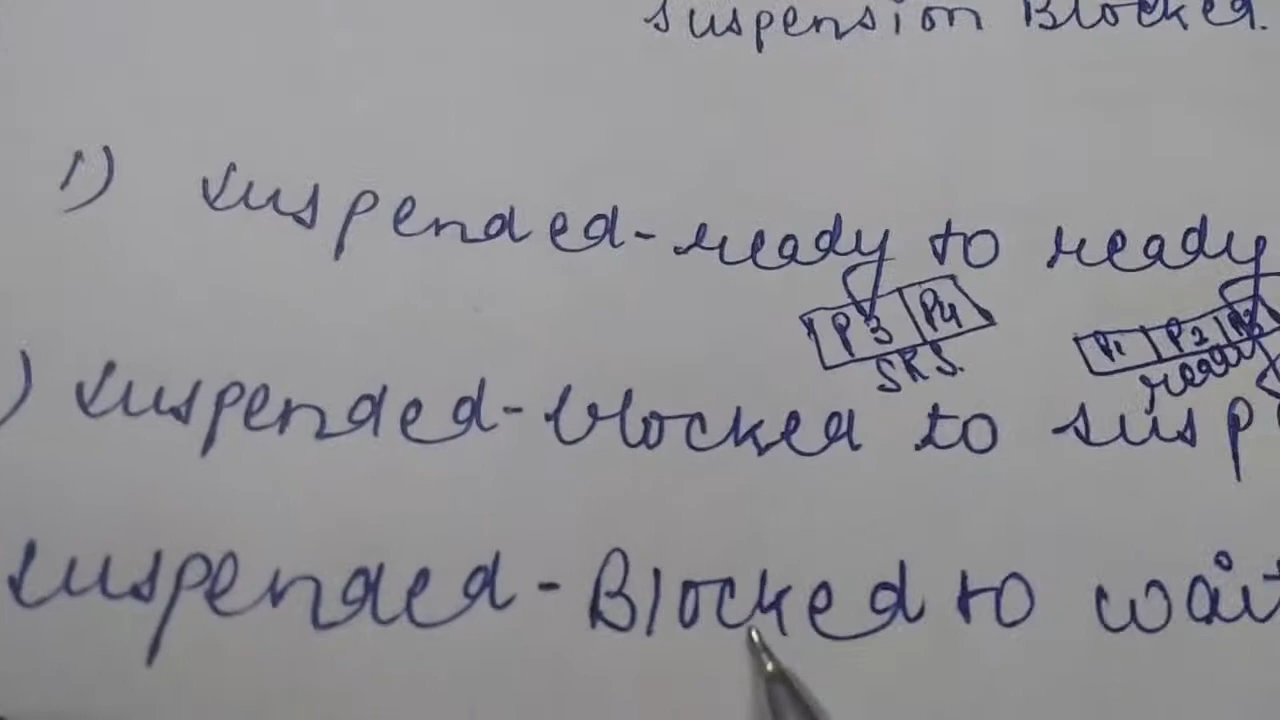 suspension Blocked.
1) suspended-ready to ready
P3 P4
P1 P2 P3
SRS.
ready
) suspended-blocked to susp
suspended-Blocked to wait